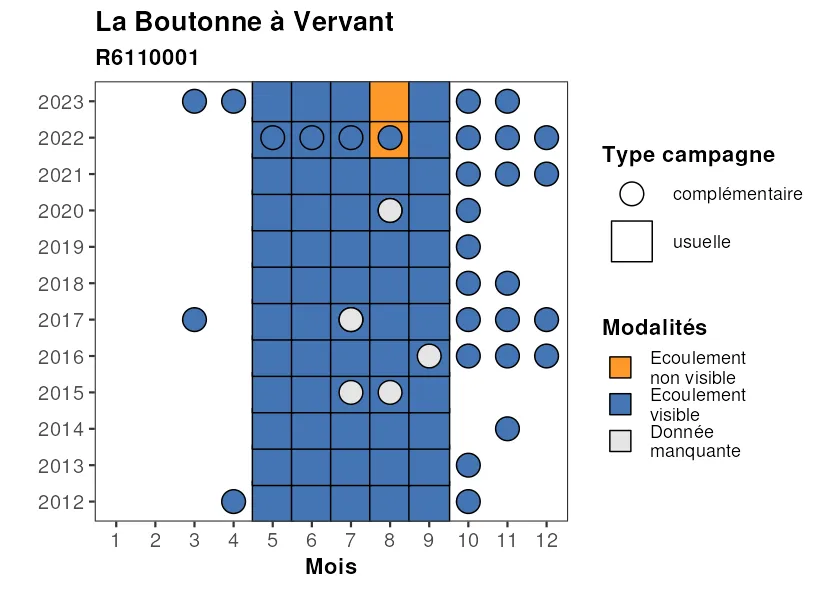 La Boutonne à Vervant
R6110001
2023
2022
2021
2020
2019
2018
2017
2016
2015
2014
2013
2012
1 2 3 4 5 6 7 8 9 10 11 12
Mois
Type campagne
complémentaire
usuelle
Modalités
Ecoulement
non visible
Ecoulement
visible
Donnée
manquante